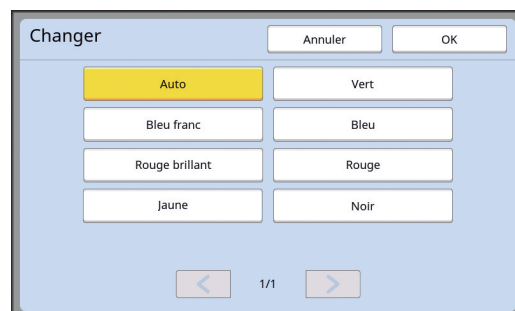 Changer Annuler OK
Auto Vert
Bleu franc Bleu
Rouge brillant Rouge
Jaune Noir
1/1